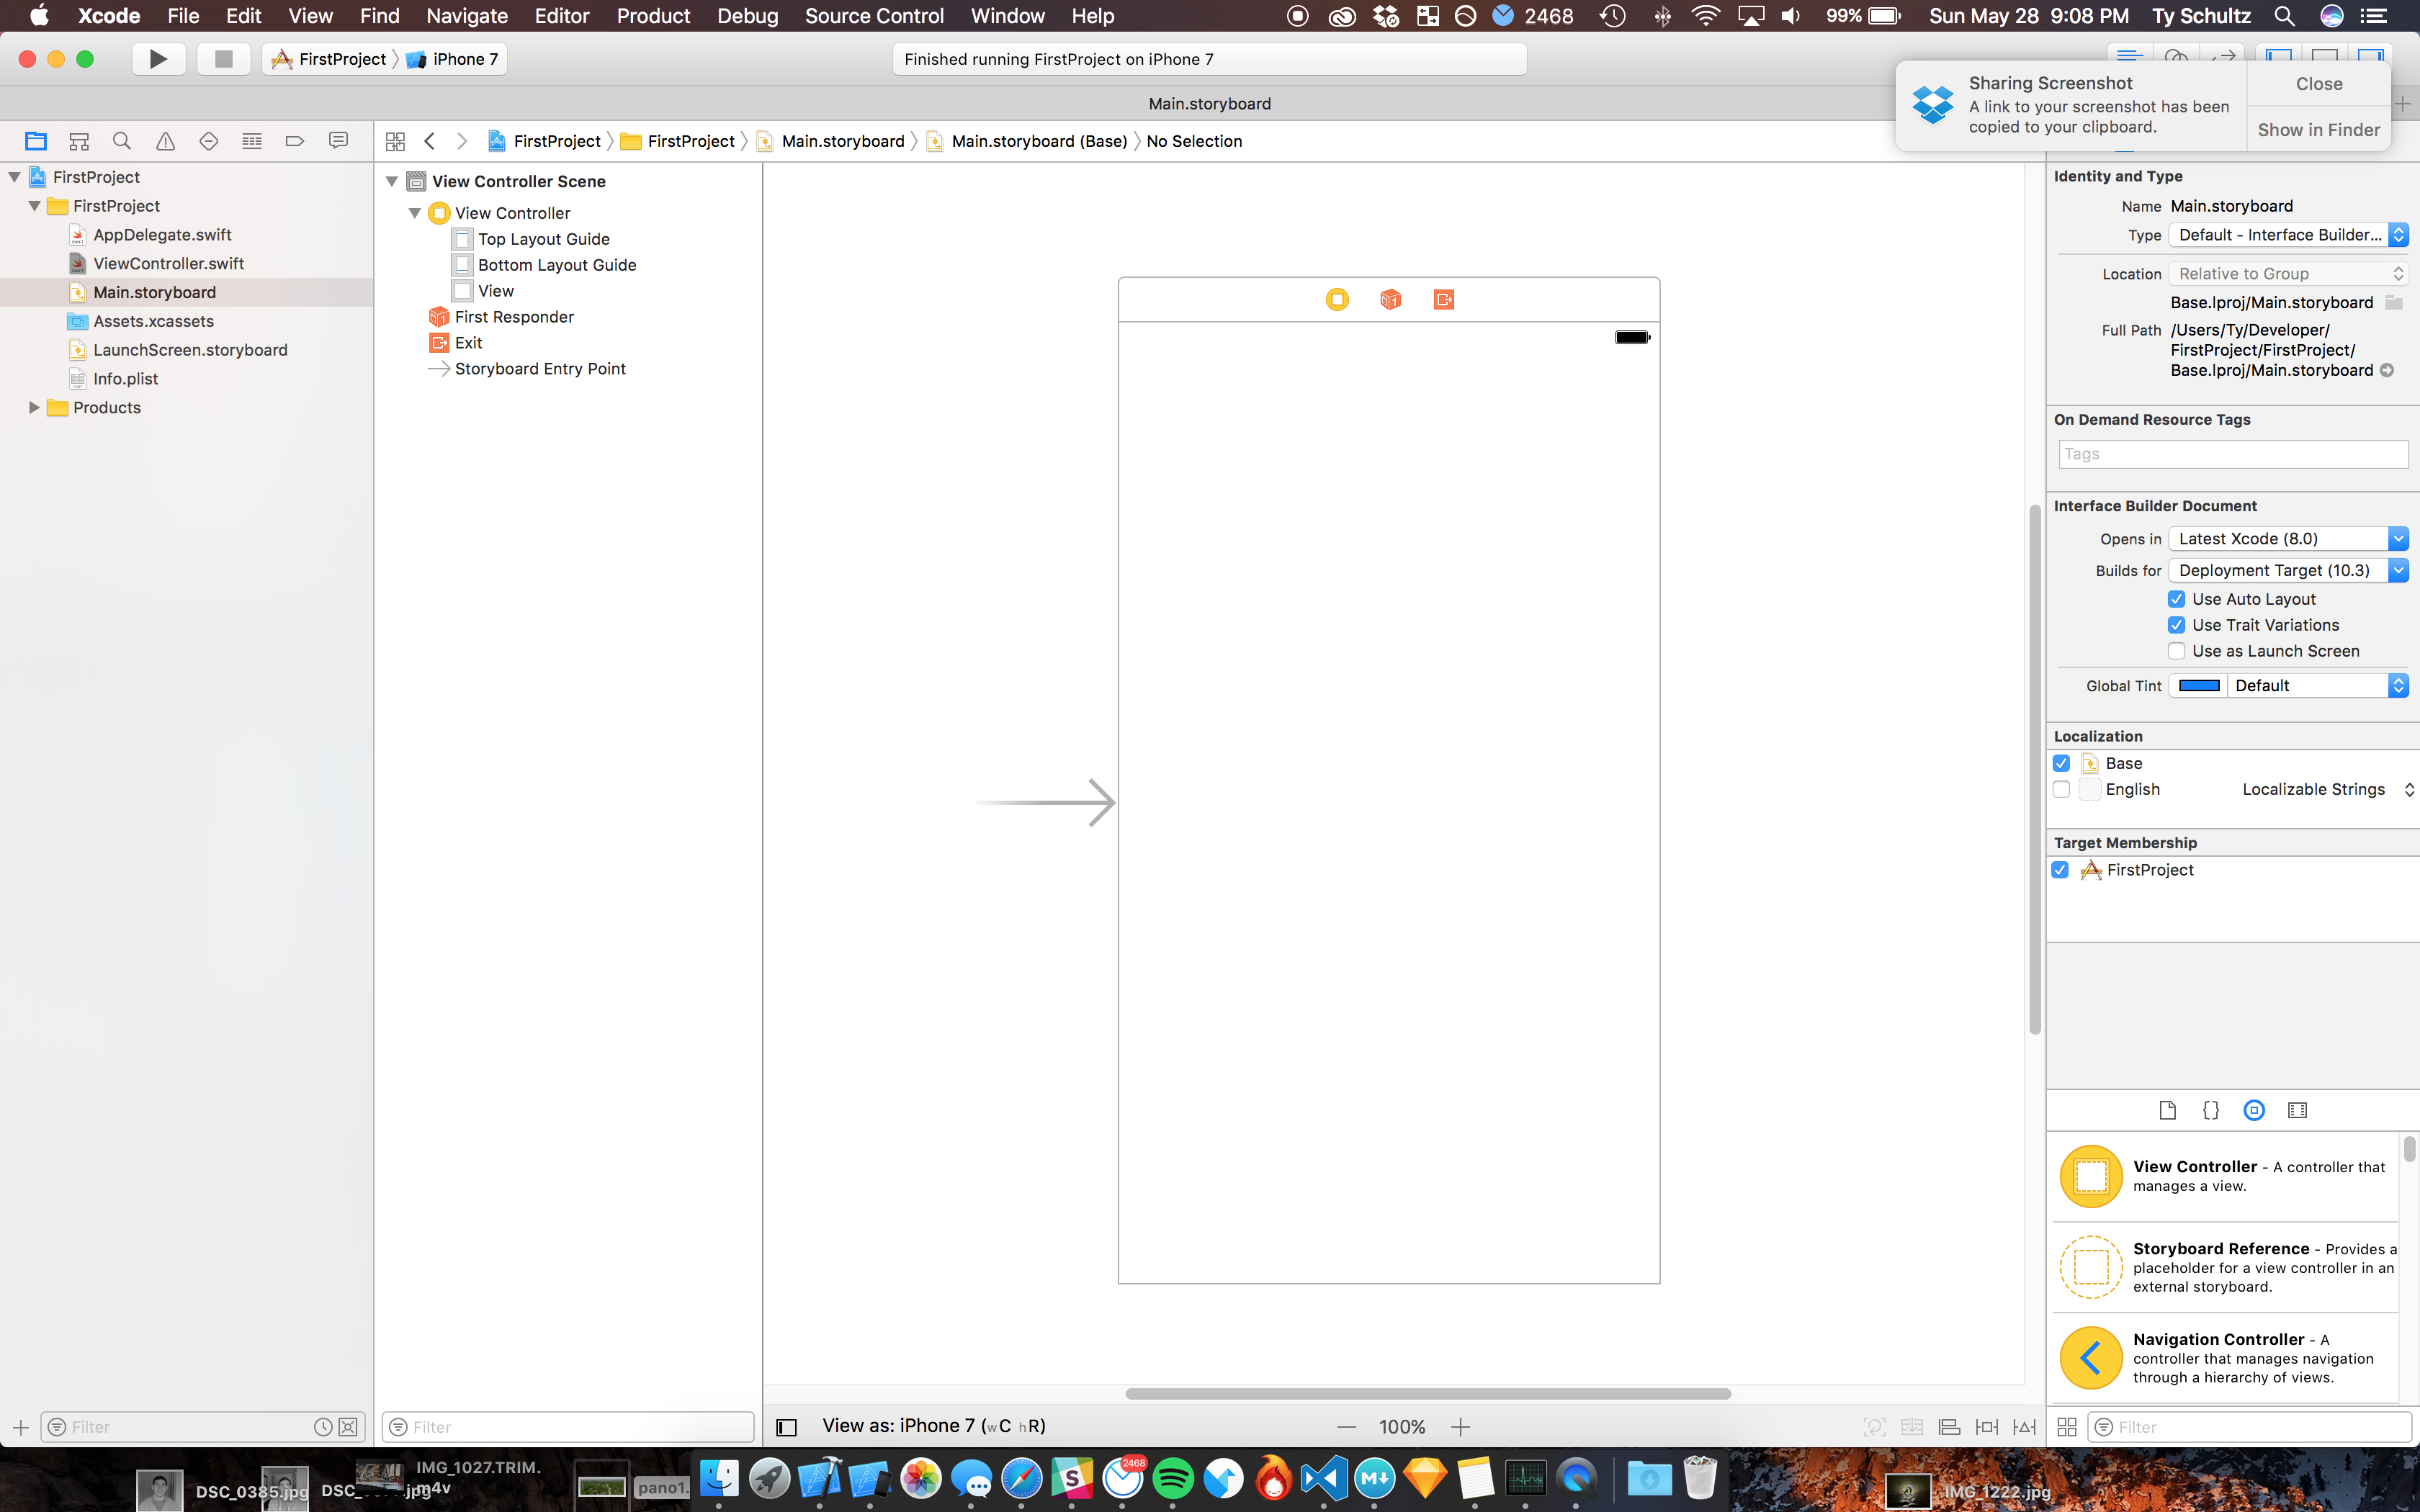 Xcode File Edit View Find Navigate Editor Product Debug Source Control Window Help 2468 99% Sun May 28 9:08 PM Ty Schultz
FirstProject iPhone 7
Finished running FirstProject on iPhone 7
Sharing Screenshot
A link to your screenshot has been
copied to your clipboard.
Close
Show in Finder
Main.storyboard
FirstProject FirstProject Main.storyboard Main.storyboard (Base) No Selection
FirstProject
FirstProject
AppDelegate.swift
ViewController.swift
Main.storyboard
Assets.xcassets
LaunchScreen.storyboard
Info.plist
Products
View Controller Scene
View Controller
Top Layout Guide
Bottom Layout Guide
View
First Responder
Exit
Storyboard Entry Point
Identity and Type
Name Main.storyboard
Type Default - Interface Builder...
Location Relative to Group
Base.lproj/Main.storyboard
Full Path /Users/Ty/Developer/
FirstProject/FirstProject/
Base.lproj/Main.storyboard
On Demand Resource Tags
Tags
Interface Builder Document
Opens in Latest Xcode (8.0)
Builds for Deployment Target (10.3)
Use Auto Layout
Use Trait Variations
Use as Launch Screen
Global Tint Default
Localization
Base
English Localizable Strings
Target Membership
FirstProject
{}
View Controller - A controller that
manages a view.
Storyboard Reference - Provides a
placeholder for a view controller in an
external storyboard.
Navigation Controller - A
controller that manages navigation
through a hierarchy of views.
Filter
Filter
View as: iPhone 7 (wC hR)
100%
Filter
DSC_0385.jpg
IMG_1027.TRIM.
m4v
pano1.
S
2468
M
IMG_1222.jpg